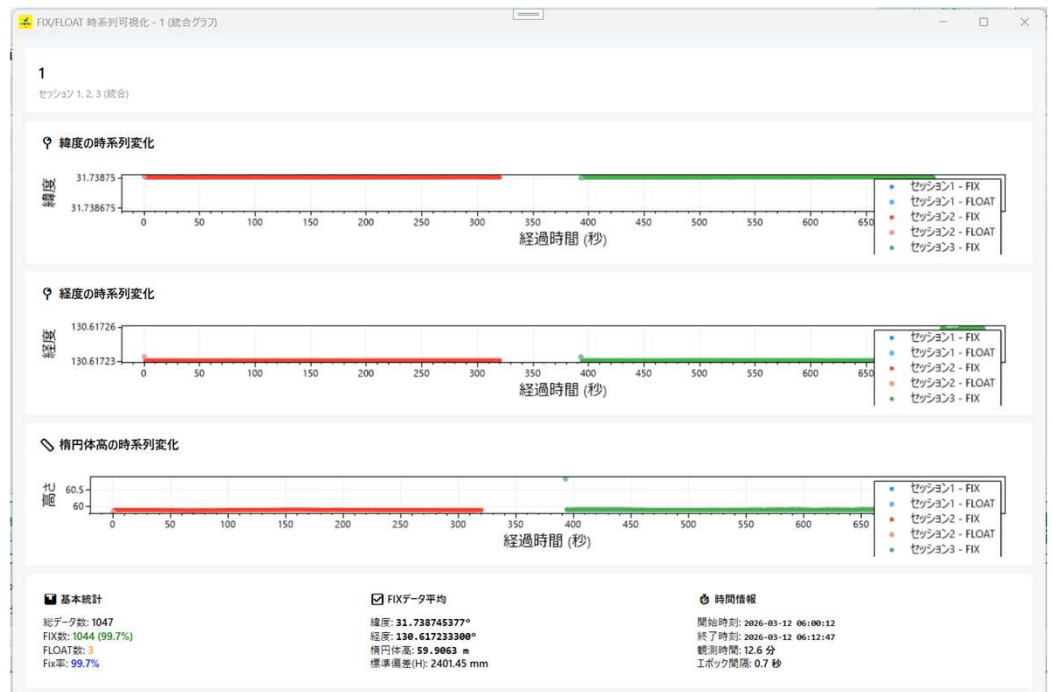 FIX/FLOAT 時系列可視化 - 1 (統合グラフ)
1
セッション 1, 2, 3 (統合)
緯度の時系列変化
緯度
31.73875
31.738675
0 50 100 150 200 250 300 350 400 450 500 550 600 650
経過時間 (秒)
セッション1 - FIX
セッション1 - FLOAT
セッション2 - FIX
セッション2 - FLOAT
セッション3 - FIX
経度の時系列変化
経度
130.61726
130.61723
0 50 100 150 200 250 300 350 400 450 500 550 600 650
経過時間 (秒)
セッション1 - FIX
セッション1 - FLOAT
セッション2 - FIX
セッション2 - FLOAT
セッション3 - FIX
楕円体高の時系列変化
高さ
60.5
60
0 50 100 150 200 250 300 350 400 450 500 550 600 650
経過時間 (秒)
セッション1 - FIX
セッション1 - FLOAT
セッション2 - FIX
セッション2 - FLOAT
セッション3 - FIX
基本統計
総データ数: 1047
FIX数: 1044 (99.7%)
FLOAT数: 3
Fix率: 99.7%
FIXデータ平均
緯度: 31.738745377°
経度: 130.617233300°
楕円体高: 59.9063 m
標準偏差(H): 2401.45 mm
時間情報
開始時刻: 2026-03-12 06:00:12
終了時刻: 2026-03-12 06:12:47
観測時間: 12.6 分
エポック間隔: 0.7 秒